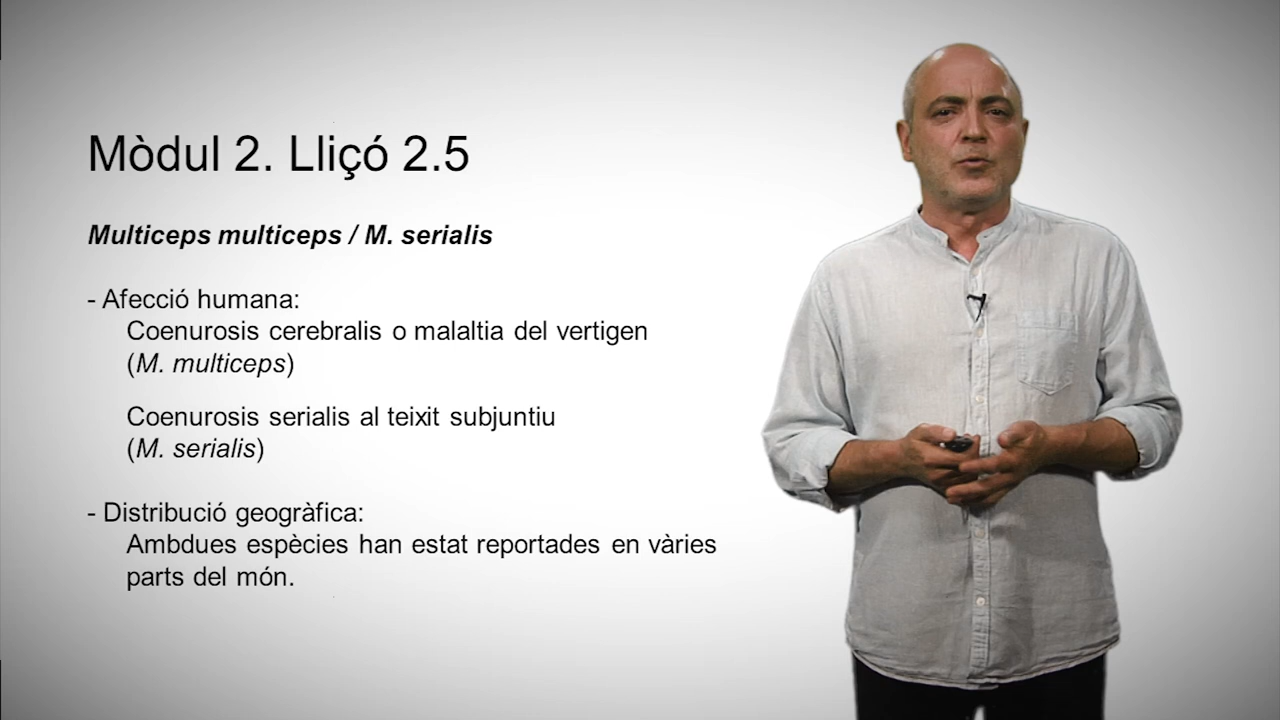 Mòdul 2. Lliçó 2.5
Multiceps multiceps / M. serialis
- Afecció humana:
Coenurosis cerebralis o malaltia del vertigen
(M. multiceps)
Coenurosis serialis al teixit subjuntiu
(M. serialis)
- Distribució geogràfica:
Ambdues espècies han estat reportades en vàries
parts del món.